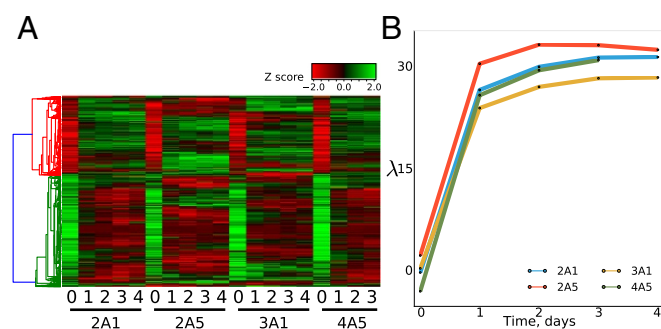 A
B
Z score
−2.0 0.0 2.0
0 1 2 3 4 0 1 2 3 4 0 1 2 3 4 0 1 2 3
2A1 2A5 3A1 4A5
30
λ
15
0
2A1 3A1
2A5 4A5
0 1 2 3 4
Time, days